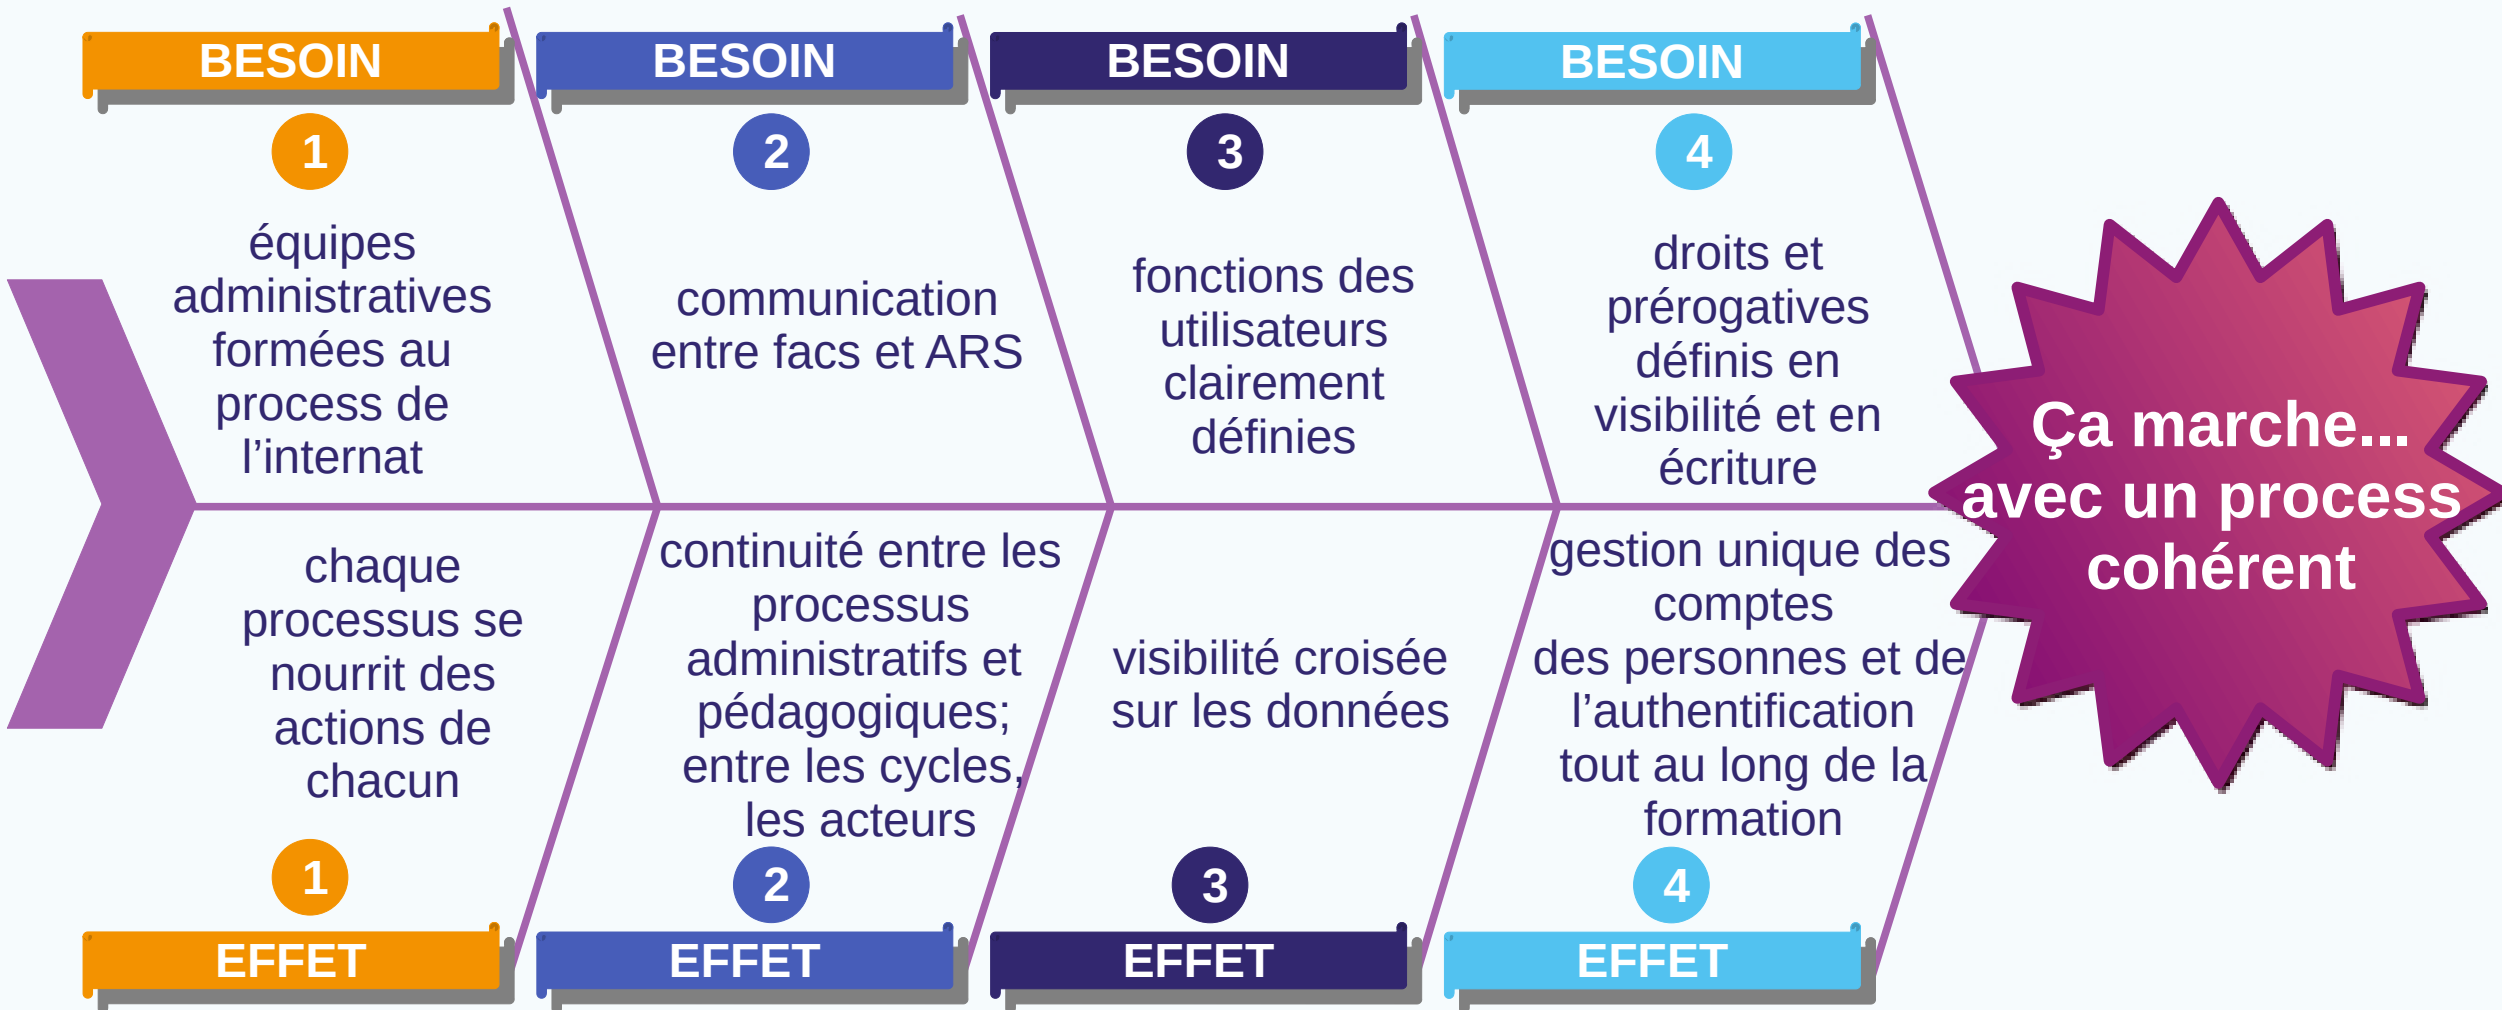 BESOIN
1
équipes
administratives
formées au
process de
l’internat
BESOIN
2
communication
entre facs et ARS
BESOIN
3
fonctions des
utilisateurs
clairement
définies
BESOIN
4
droits et
prérogatives
définis en
visibilité et en
écriture
chaque
processus se
nourrit des
actions de
chacun
1
EFFET
continuité entre les
processus
administratifs et
pédagogiques;
entre les cycles,
les acteurs
2
EFFET
visibilité croisée
sur les données
3
EFFET
gestion unique des
comptes
des personnes et de
l’authentification
tout au long de la
formation
4
EFFET
Ça marche...
avec un process
cohérent